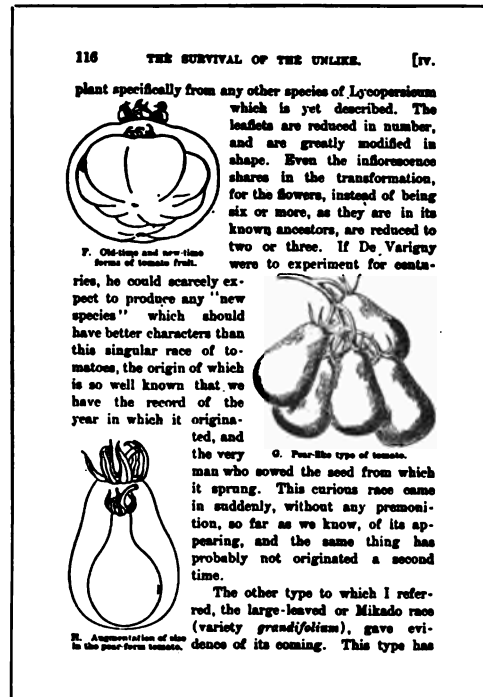 116 THE SURVIVAL OF THE UNLIKE. [IV.
plant specifically from any other species of Lycopersicum
which is yet described. The
leaflets are reduced in number,
and are greatly modified in
shape. Even the inflorescence
shares in the transformation,
for the flowers, instead of being
six or more, as they are in its
known ancestors, are reduced to
two or three. If De Varigny
were to experiment for centu-
F. Old-time and new-time
forms of tomato fruit.
ries, he could scarcely ex-
pect to produce any "new
species" which should
have better characters than
this singular race of to-
matoes, the origin of which
is so well known that we
have the record of the
year in which it origina-
ted, and
the very
G. Pear-like type of tomato.
man who sowed the seed from which
it sprung. This curious race came
in suddenly, without any premoni-
tion, so far as we know, of its ap-
pearing, and the same thing has
probably not originated a second
time.
The other type to which I refer-
red, the large-leaved or Mikado race
(variety grandifolium), gave evi-
dence of its coming. This type has
H. Augmentation of size
in the pear-form tomato.